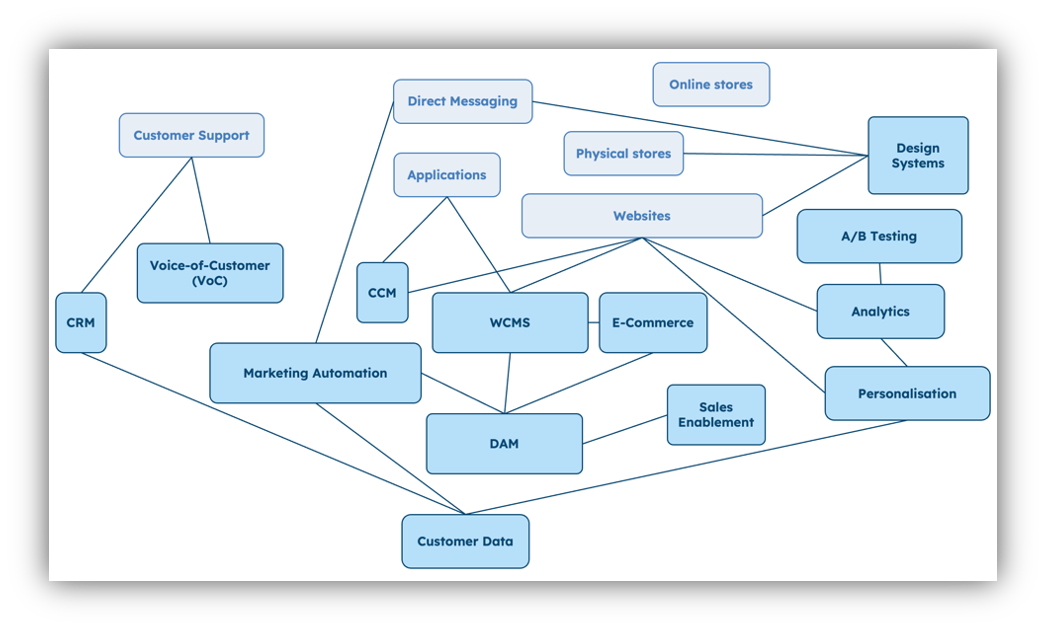 Online stores
Direct Messaging
Customer Support
Physical stores
Design
Systems
Applications
Websites
A/B Testing
Voice-of-Customer
(VoC)
CCM
CRM
WCMS
E-Commerce
Analytics
Marketing Automation
Personalisation
Sales
Enablement
DAM
Customer Data